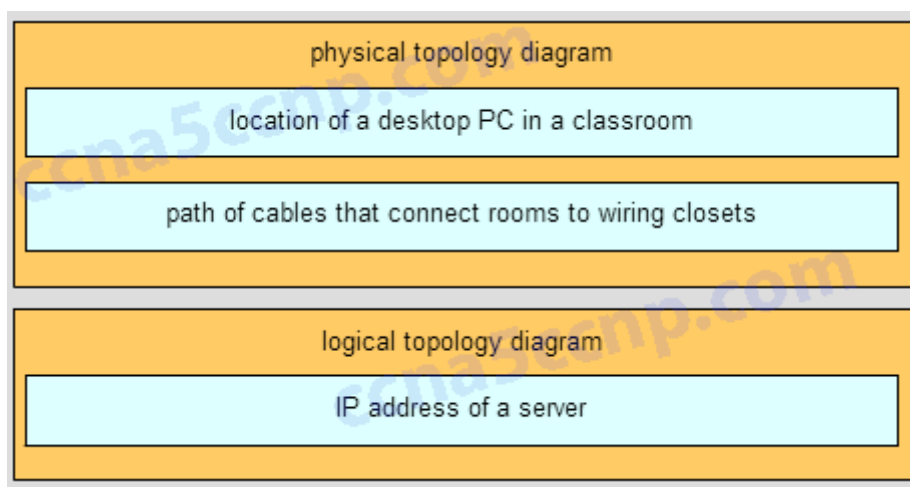 physical topology diagram
location of a desktop PC in a classroom
path of cables that connect rooms to wiring closets
logical topology diagram
IP address of a server
ccna5ccnp.com
ccna5ccnp.com